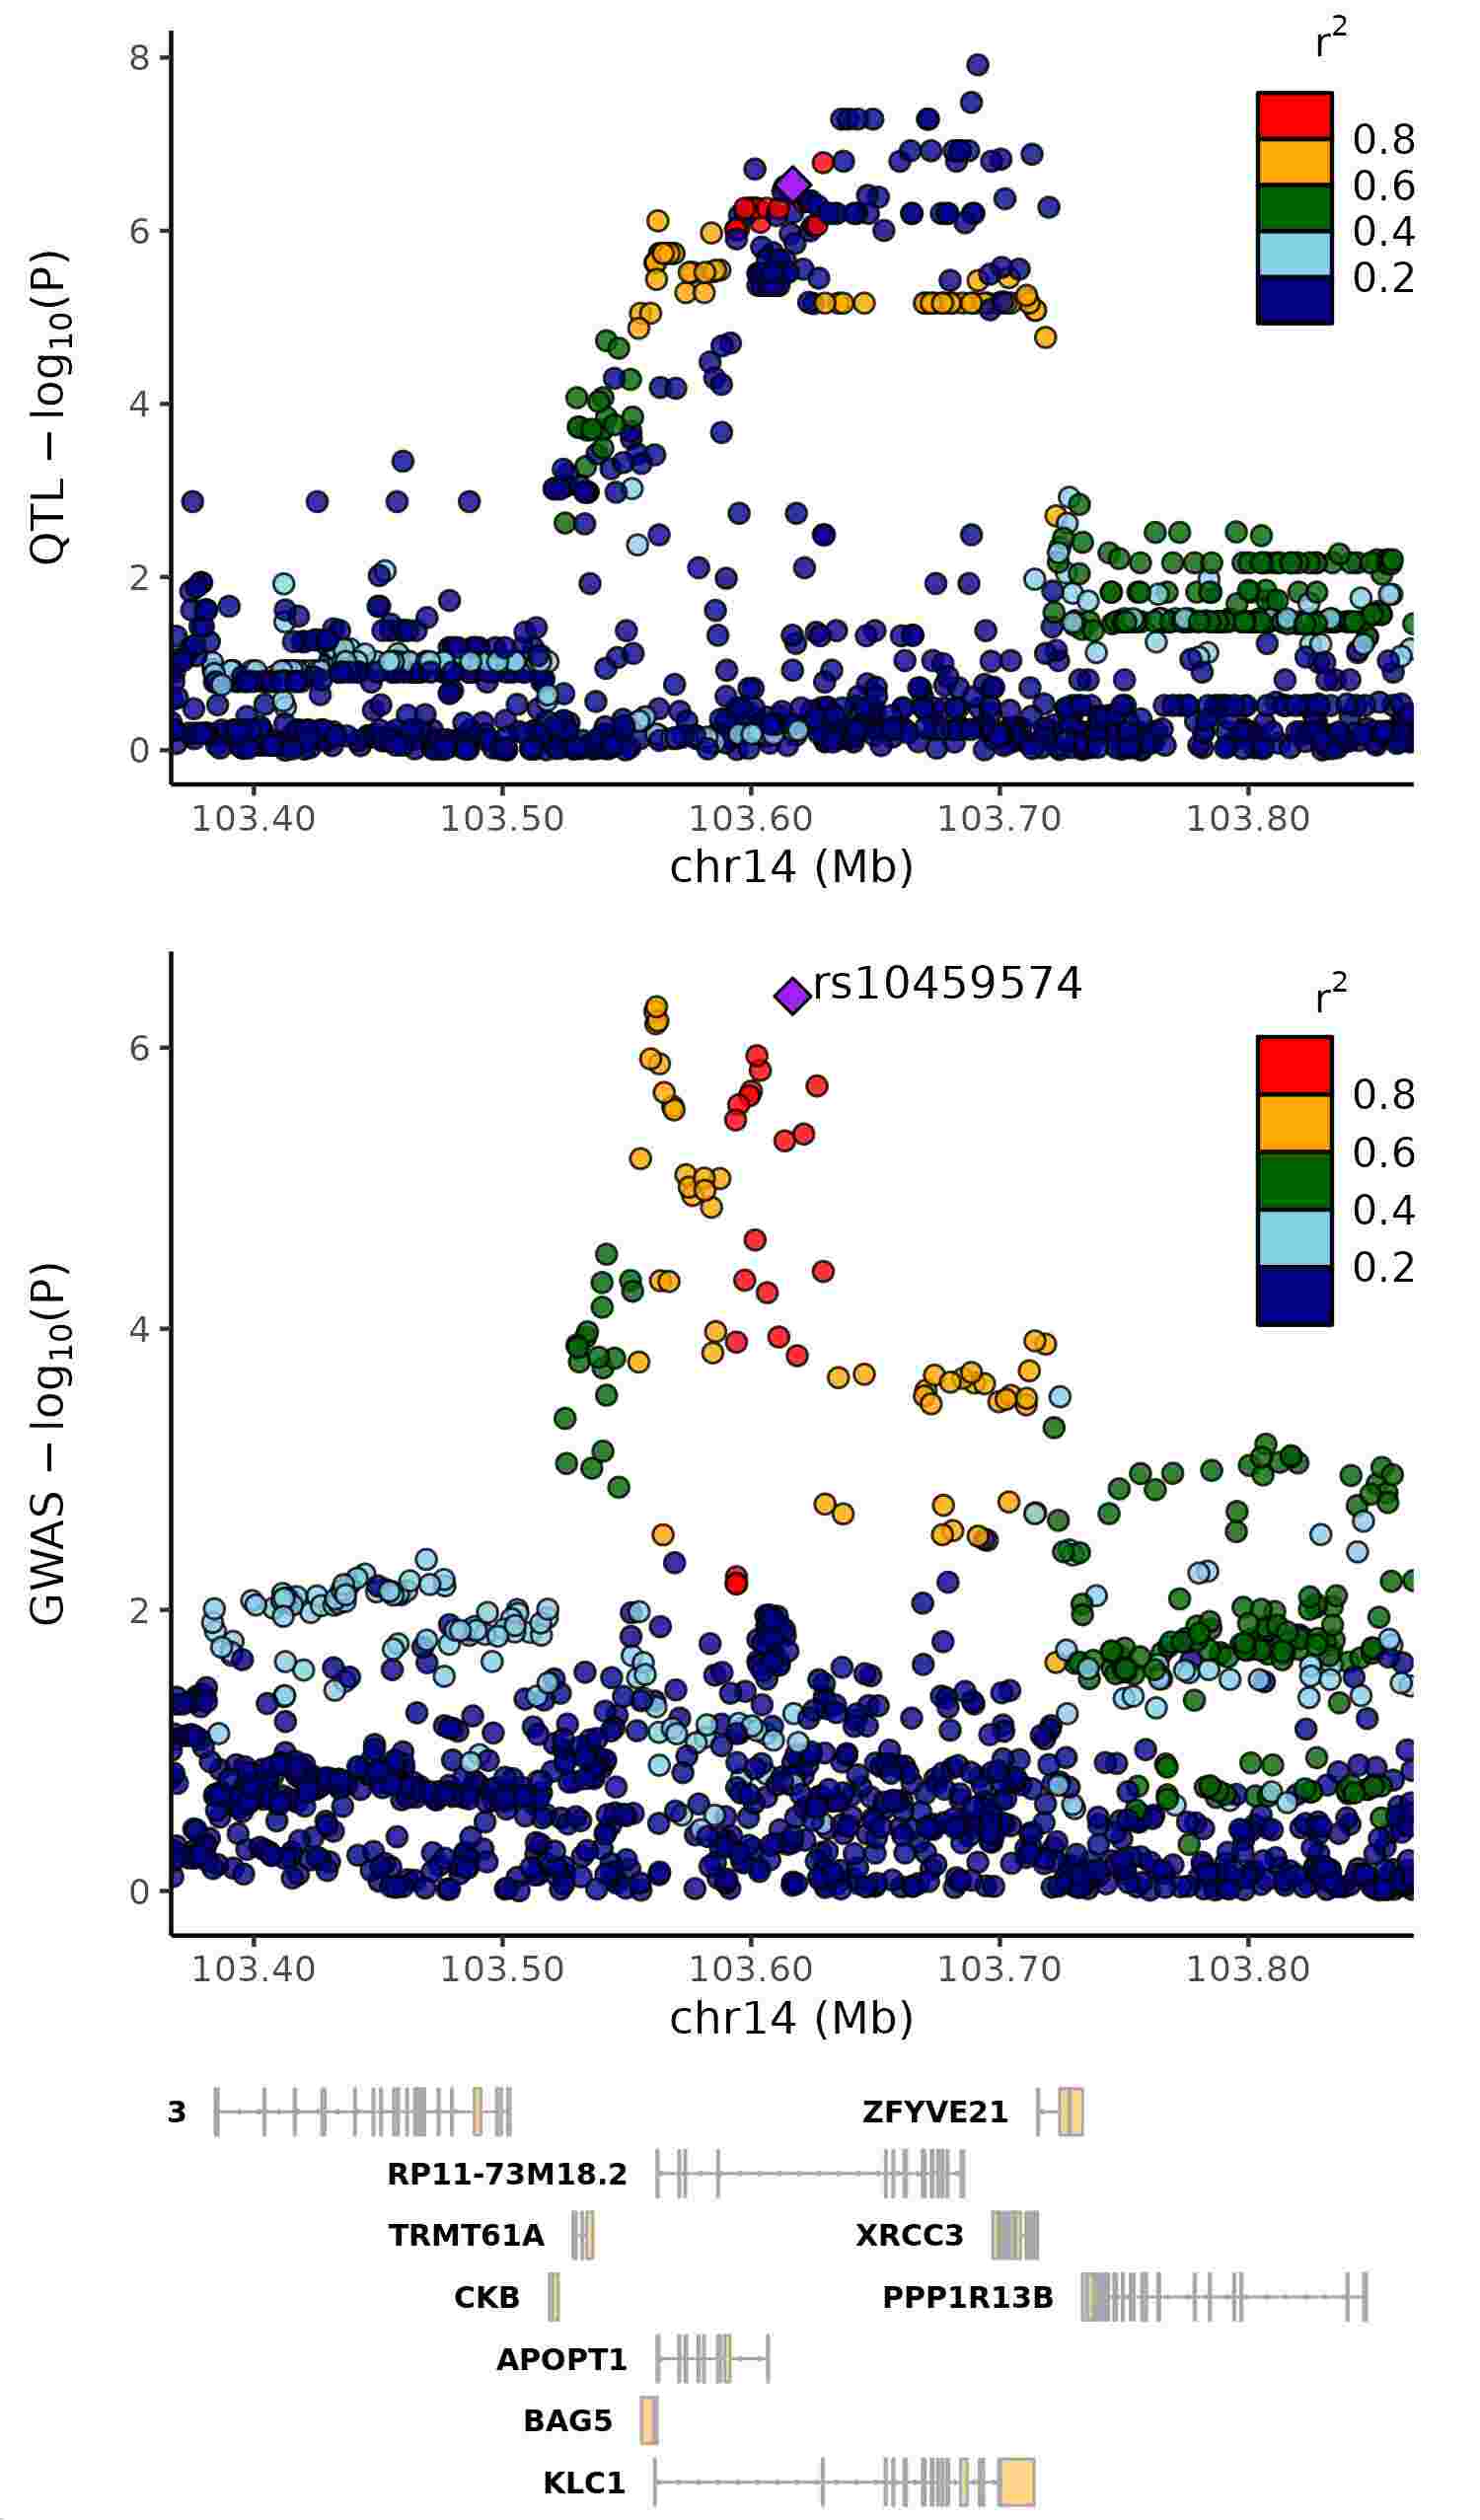 QTL − log10(P)
8
6
4
2
0
103.40 103.50 103.60 103.70 103.80
chr14 (Mb)
r2
0.8
0.6
0.4
0.2
GWAS − log10(P)
rs10459574
6
4
2
0
103.40 103.50 103.60 103.70 103.80
chr14 (Mb)
r2
0.8
0.6
0.4
0.2
3 ZFYVE21
RP11-73M18.2
TRMT61A XRCC3
CKB PPP1R13B
APOPT1
BAG5
KLC1